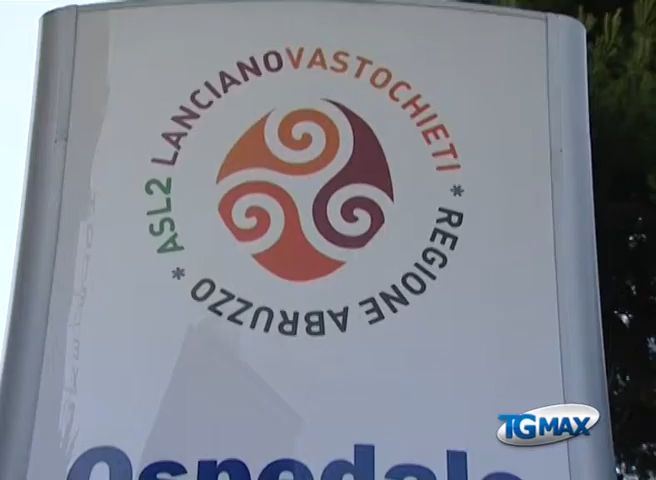 ASL2 LANCIANOVASTOCHIETI * REGIONE ABRUZZO *
Ospedale
TGMAX